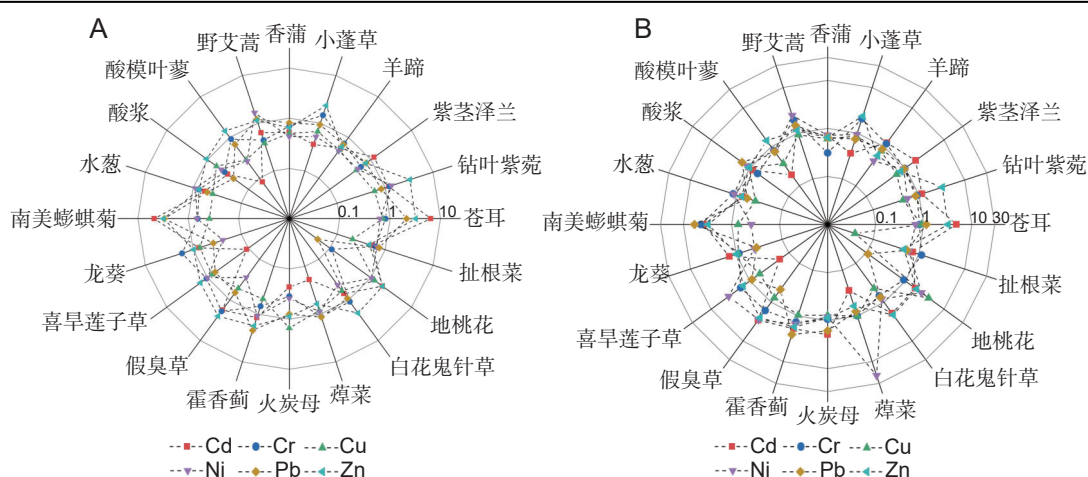 A
香蒲
小蓬草
羊蹄
紫茎泽兰
钻叶紫菀
苍耳
扯根菜
地桃花
白花鬼针草
蔊菜
火炭母
霍香蓟
假臭草
喜旱莲子草
龙葵
南美蟛蜞菊
水葱
酸浆
酸模叶蓼
野艾蒿
0.1
1
10
Cd
Cr
Cu
Ni
Pb
Zn
B
香蒲
小蓬草
羊蹄
紫茎泽兰
钻叶紫菀
苍耳
扯根菜
地桃花
白花鬼针草
蔊菜
火炭母
霍香蓟
假臭草
喜旱莲子草
龙葵
南美蟛蜞菊
水葱
酸浆
酸模叶蓼
野艾蒿
0.1
1
10
30
Cd
Cr
Cu
Ni
Pb
Zn